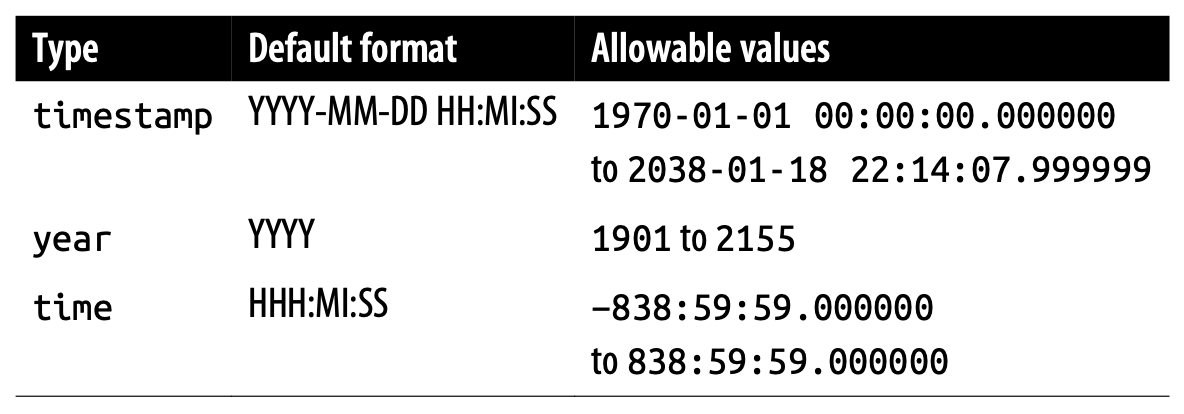 Type Default format Allowable values
timestamp YYYY-MM-DD HH:MI:SS 1970-01-01 00:00:00.000000
to 2038-01-18 22:14:07.999999
year YYYY 1901 to 2155
time HHH:MI:SS −838:59:59.000000
to 838:59:59.000000